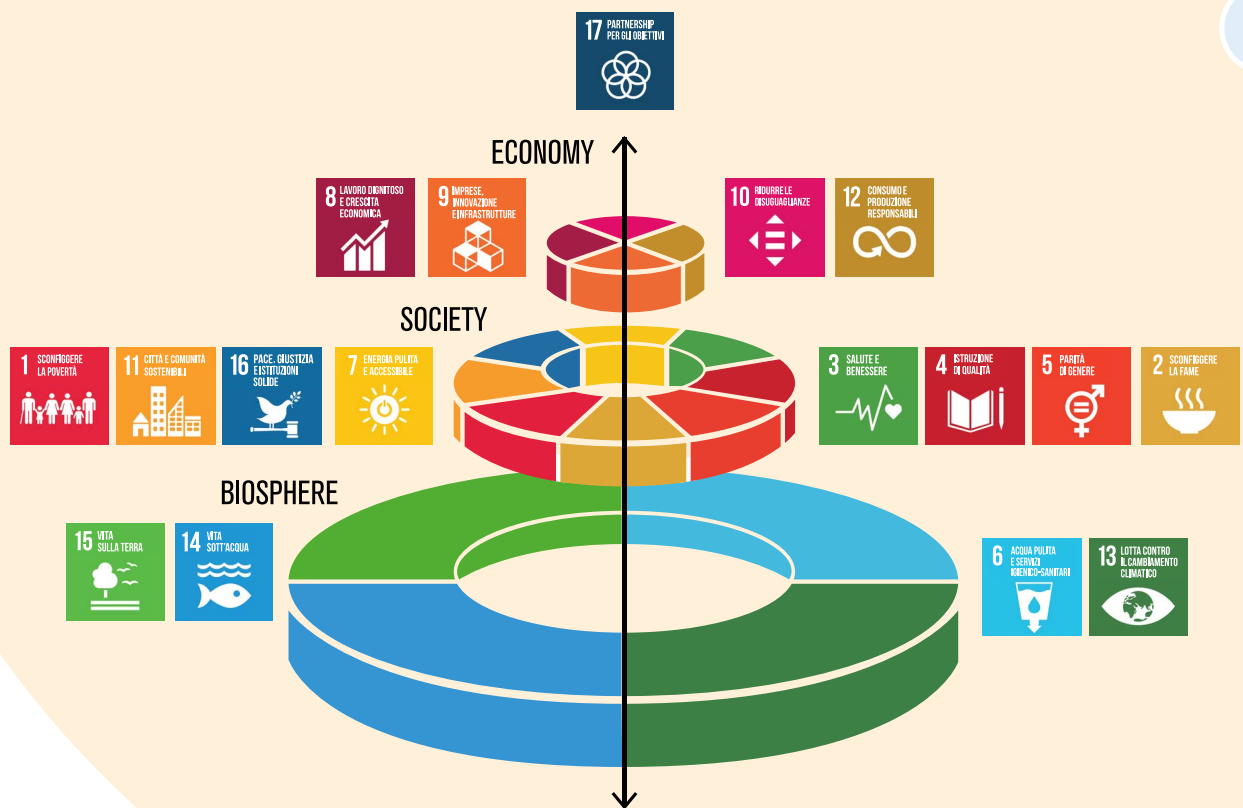 17 PARTNERSHIP
PER GLI OBIETTIVI
ECONOMY
8 LAVORO DIGNITOSO
E CRESCITA
ECONOMICA
9 IMPRESE,
INNOVAZIONE
E INFRASTRUTTURE
10 RIDURRE LE
DISUGUAGLIANZE
12 CONSUMO E
PRODUZIONE
RESPONSABILI
SOCIETY
1 SCONFIGGERE
LA POVERTÀ
11 CITTÀ E COMUNITÀ
SOSTENIBILI
16 PACE, GIUSTIZIA
E ISTITUZIONI
SOLIDE
7 ENERGIA PULITA
E ACCESSIBILE
3 SALUTE E
BENESSERE
4 ISTRUZIONE
DI QUALITÀ
5 PARITÀ
DI GENERE
2 SCONFIGGERE
LA FAME
BIOSPHERE
15 VITA
SULLA TERRA
14 VITA
SOTT'ACQUA
6 ACQUA PULITA
E SERVIZI
IGIENICO-SANITARI
13 LOTTA CONTRO
IL CAMBIAMENTO
CLIMATICO